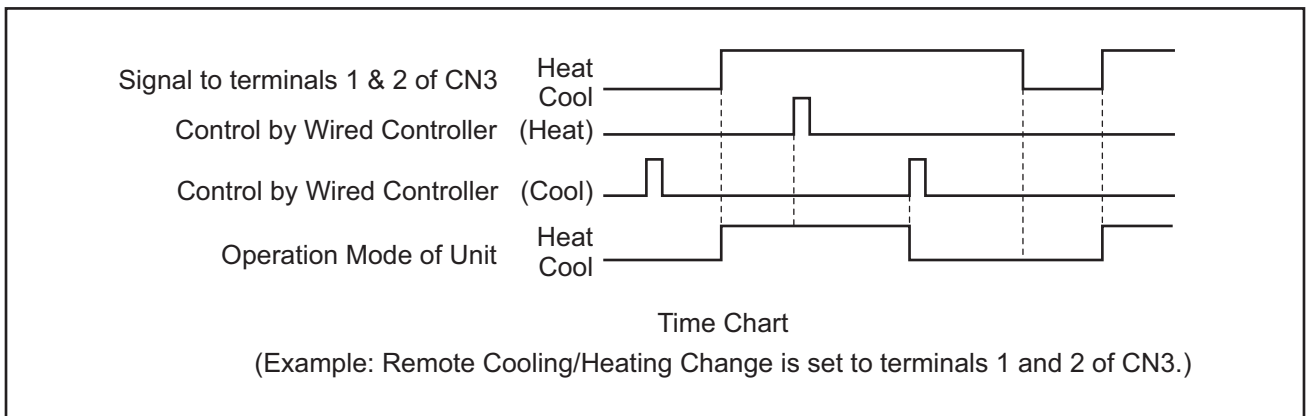 Signal to terminals 1 & 2 of CN3 Heat
Cool
Control by Wired Controller (Heat)
Control by Wired Controller (Cool)
Operation Mode of Unit Heat
Cool
Time Chart
(Example: Remote Cooling/Heating Change is set to terminals 1 and 2 of CN3.)